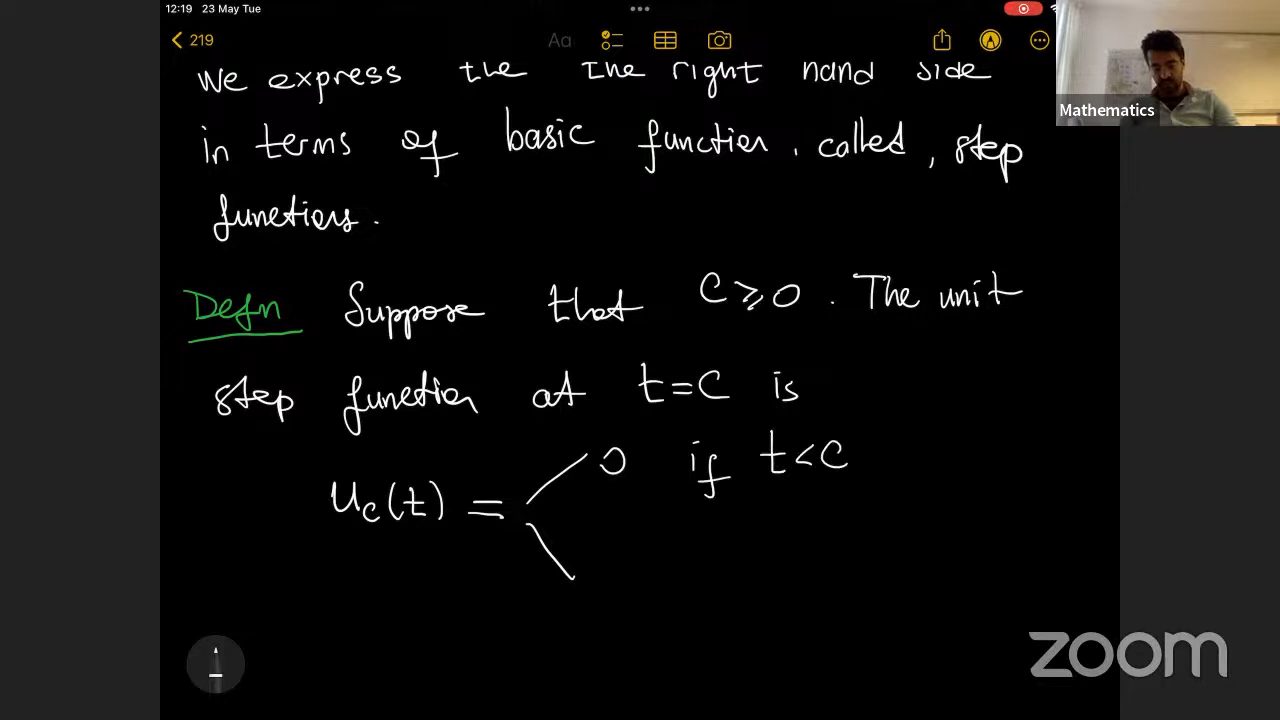 12:19 23 May Tue
219
Aa
Mathematics
We express the the right hand side
in terms of basic function, called, step
functions.
Defn Suppose that C ⩾ 0. The unit
step function at t=C is
0 if t<C
u_c(t) =
zoom